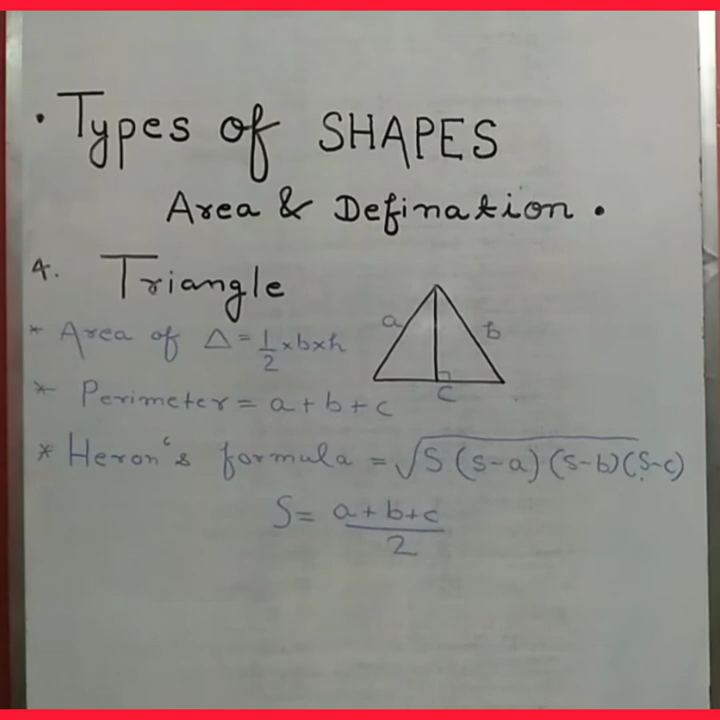 • Types of SHAPES
Area & Defination.
4. Triangle
* Area of Δ = 1/2 x b x h
a
b
c
* Perimeter = a + b + c
* Heron's formula = √S (s-a) (s-b) (s-c)
S = a + b + c / 2